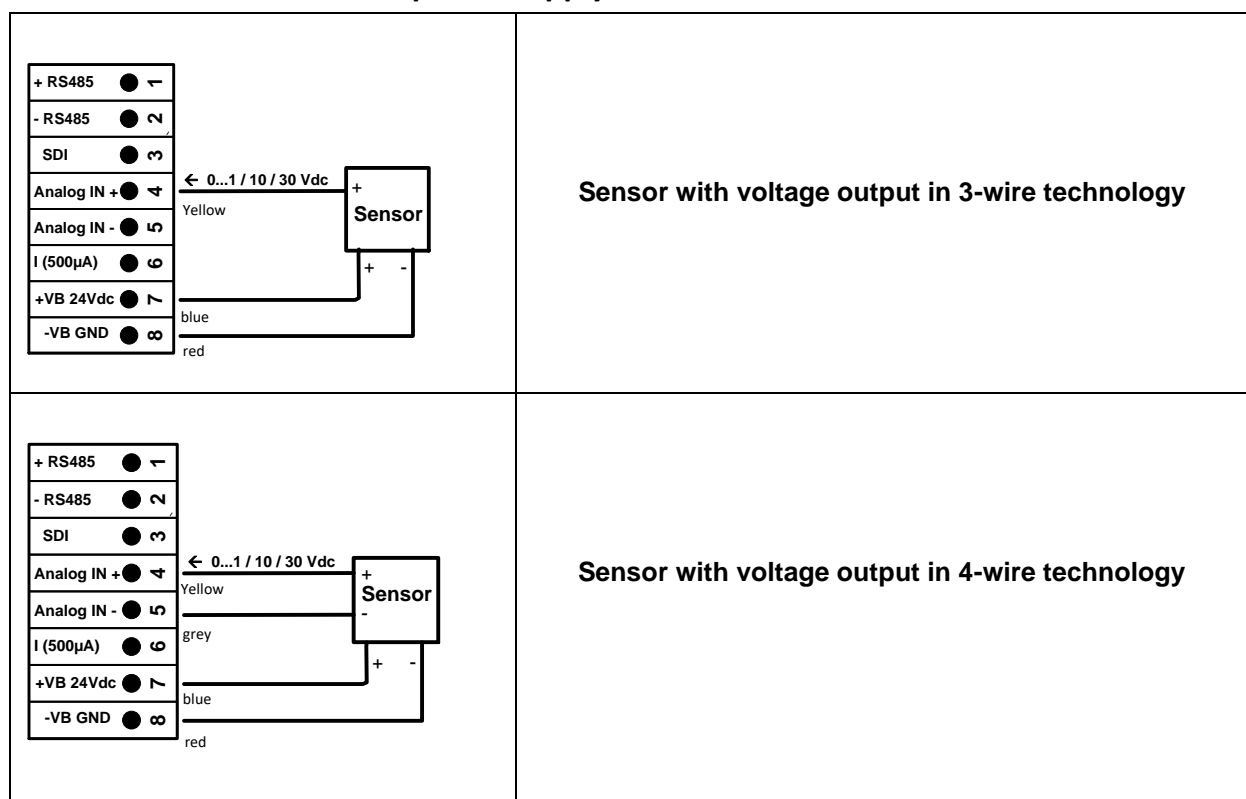 + RS485 1
- RS485 2
SDI 3
Analog IN + 4
Analog IN - 5
I (500µA) 6
+VB 24Vdc 7
-VB GND 8
← 0...1 / 10 / 30 Vdc
Yellow
+
Sensor
+ -
blue
red
Sensor with voltage output in 3-wire technology
+ RS485 1
- RS485 2
SDI 3
Analog IN + 4
Analog IN - 5
I (500µA) 6
+VB 24Vdc 7
-VB GND 8
← 0...1 / 10 / 30 Vdc
Yellow
+
Sensor
-
grey
+ -
blue
red
Sensor with voltage output in 4-wire technology